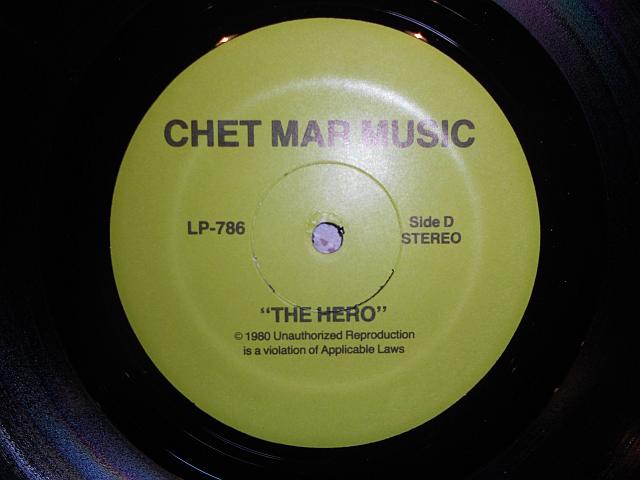 CHET MAR MUSIC
LP-786
Side D
STEREO
“THE HERO”
© 1980 Unauthorized Reproduction
is a violation of Applicable Laws